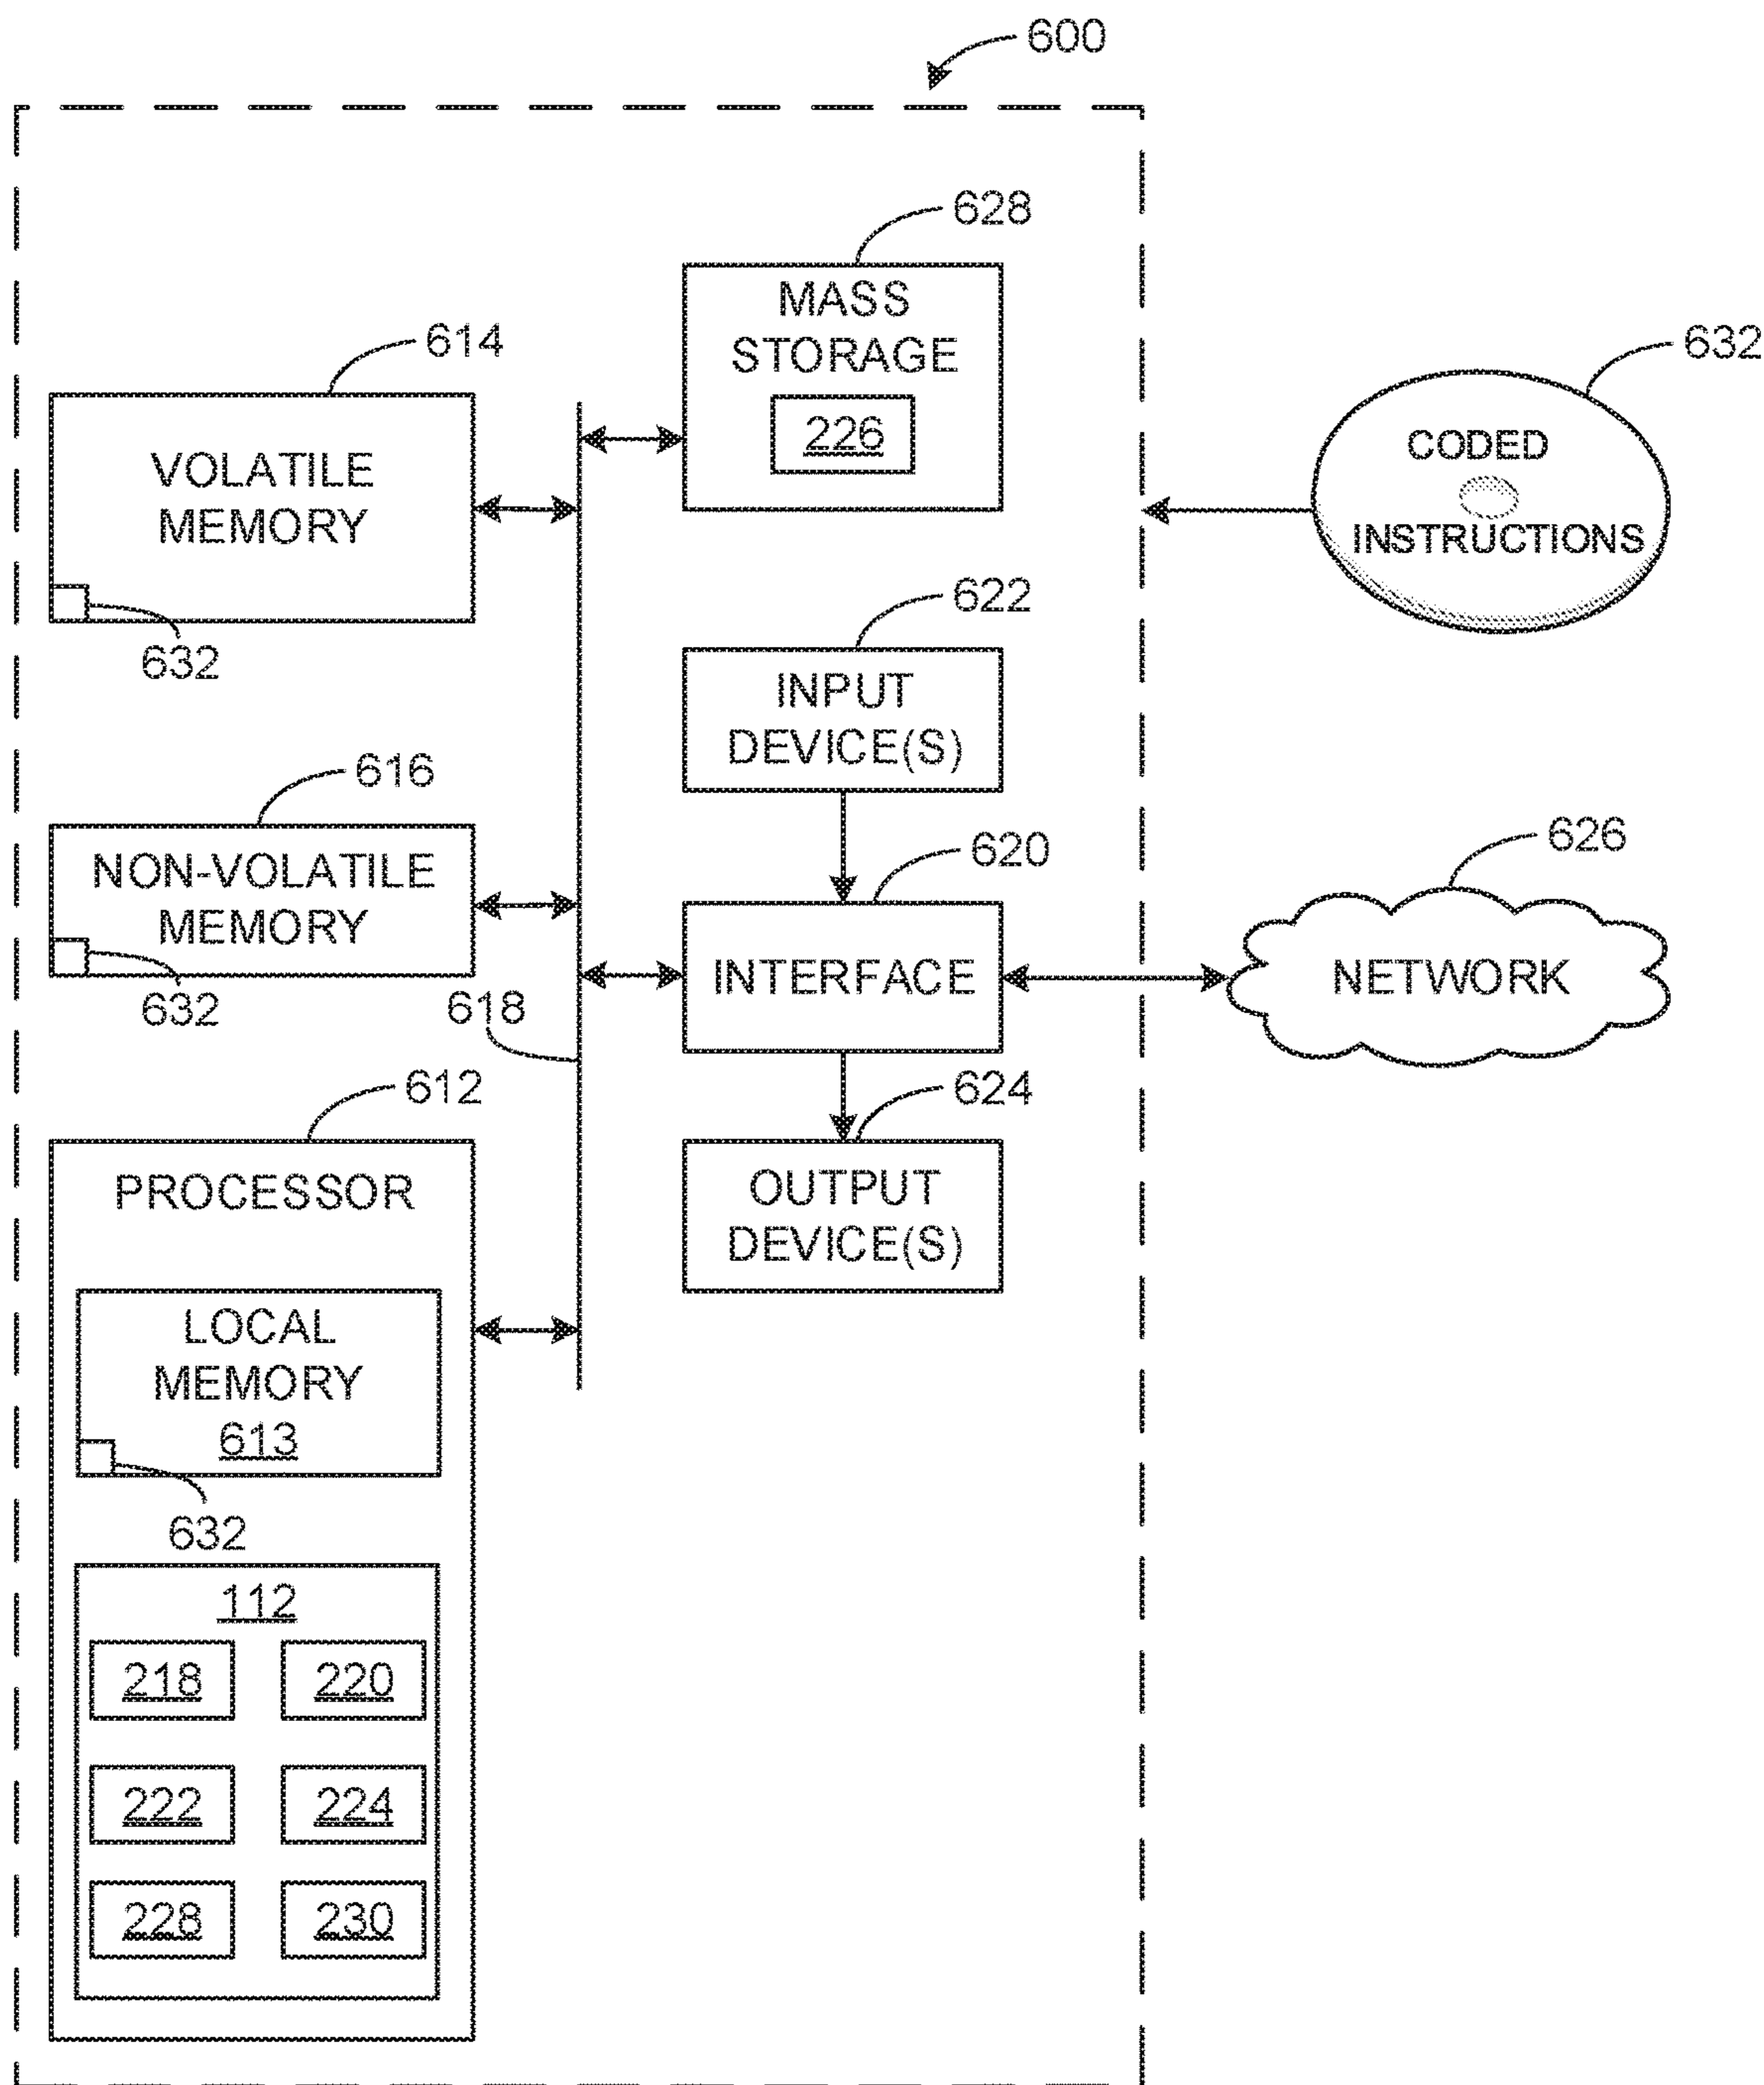 600
628
MASS
STORAGE
226
614
VOLATILE
MEMORY
632
632
CODED
INSTRUCTIONS
622
INPUT
DEVICE(S)
616
NON-VOLATILE
MEMORY
632
618
620
INTERFACE
626
NETWORK
612
PROCESSOR
LOCAL
MEMORY
613
632
624
OUTPUT
DEVICE(S)
112
218 220
222 224
228 230